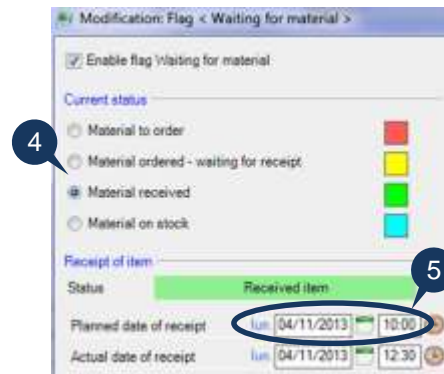 Modification: Flag < Waiting for material >
Enable flag Waiting for material
Current status
Material to order
4
Material ordered - waiting for receipt
Material received
Material on stock
Receipt of item
5
Status Received item
Planned date of receipt lun. 04/11/2013 10:00
Actual date of receipt lun. 04/11/2013 12:30